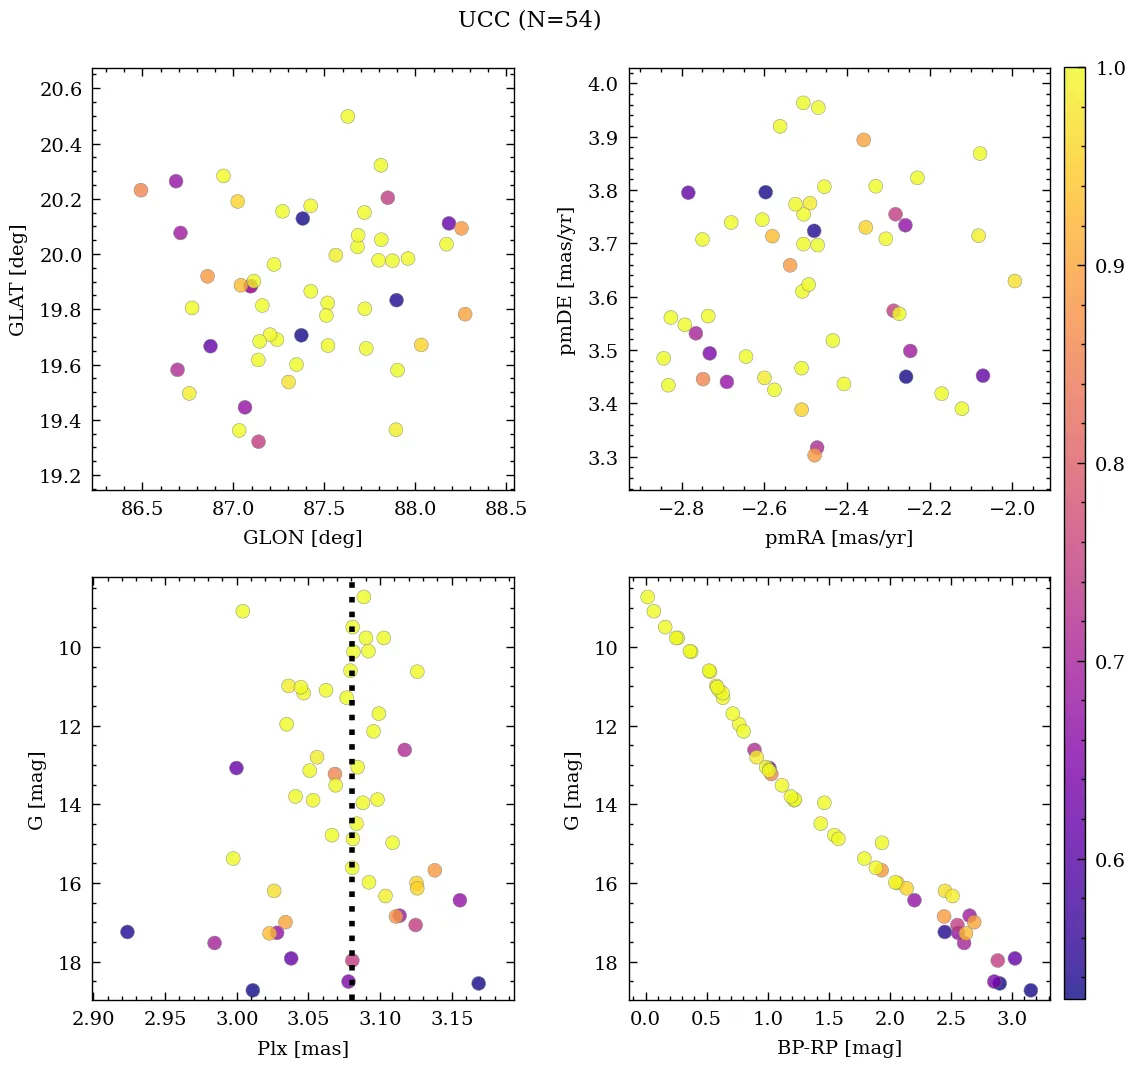 UCC (N=54)
20.6
20.4
20.2
20.0
19.8
19.6
19.4
19.2
GLAT [deg]
86.5 87.0 87.5 88.0 88.5
GLON [deg]
4.0
3.9
3.8
3.7
3.6
3.5
3.4
3.3
pmDE [mas/yr]
−2.8 −2.6 −2.4 −2.2 −2.0
pmRA [mas/yr]
1.0
0.9
0.8
0.7
0.6
10
12
14
16
18
G [mag]
2.90 2.95 3.00 3.05 3.10 3.15
Plx [mas]
10
12
14
16
18
G [mag]
0.0 0.5 1.0 1.5 2.0 2.5 3.0
BP-RP [mag]